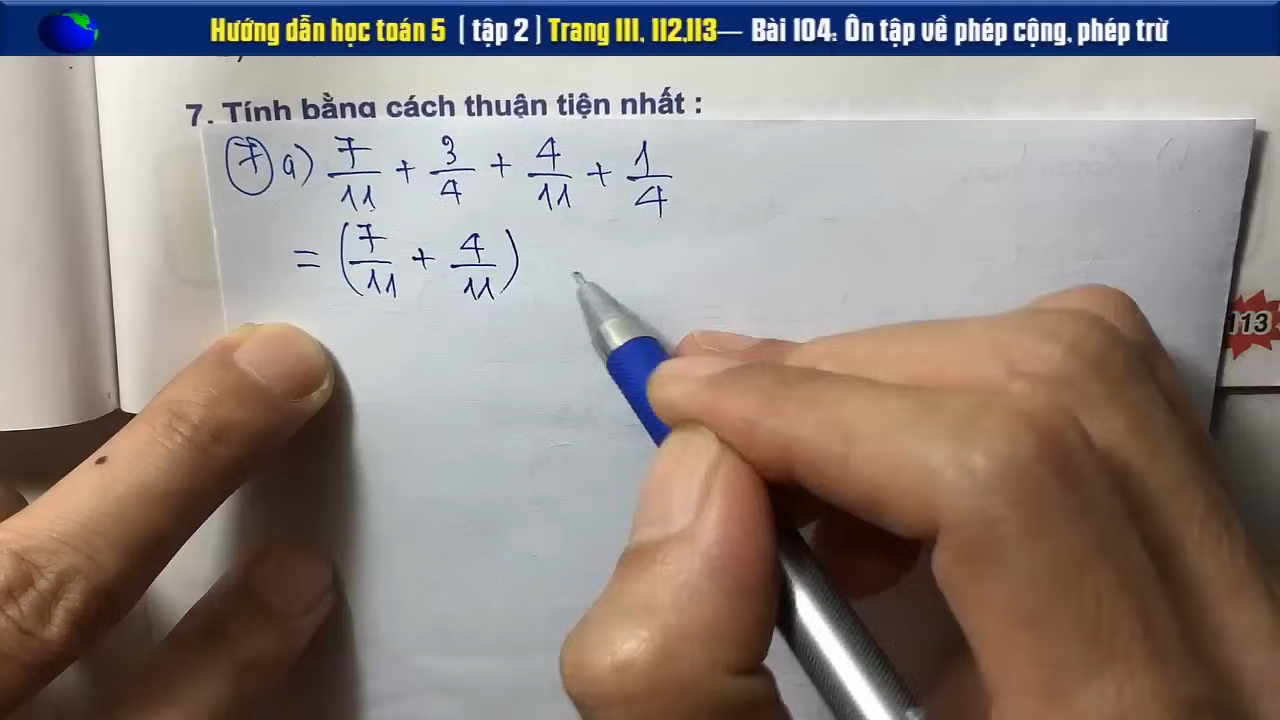 Hướng dẫn học toán 5 ( tập 2 ) Trang 111, 112,113— Bài 104: Ôn tập về phép cộng, phép trừ
7. Tính bằng cách thuận tiện nhất :
7 a) 7/11 + 3/4 + 4/11 + 1/4
= (7/11 + 4/11)
113